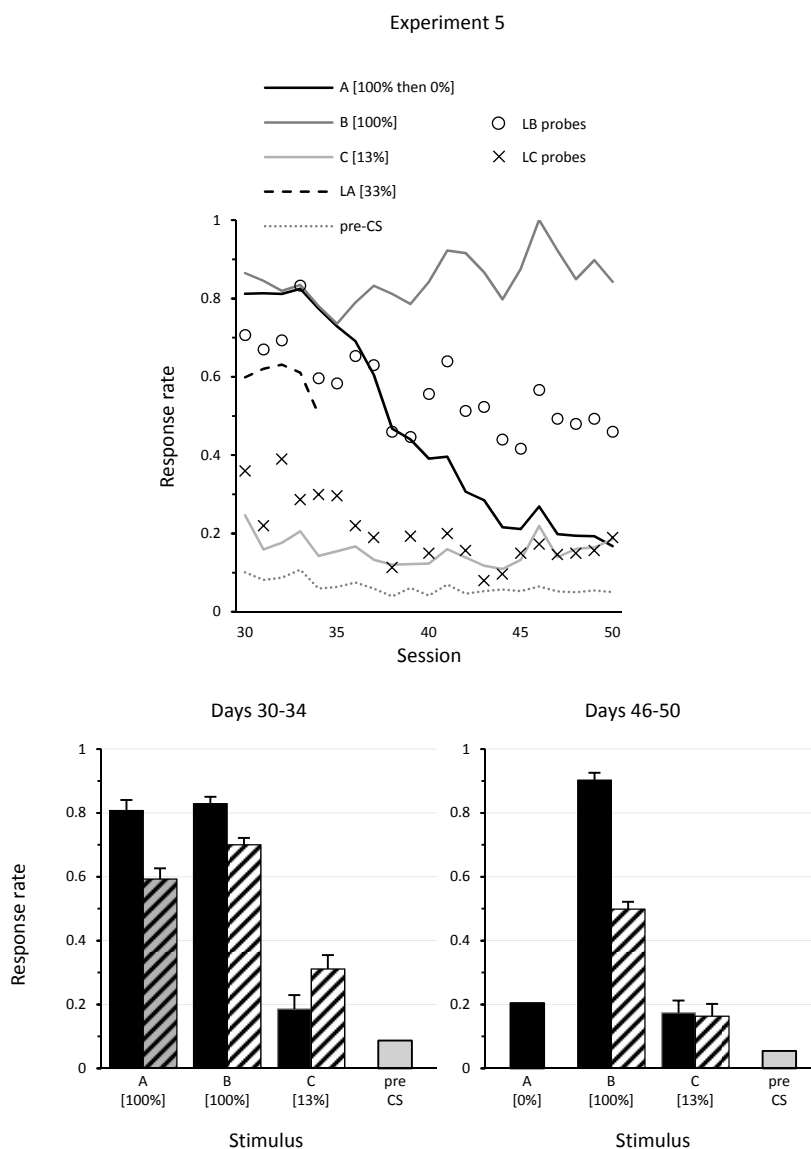 Experiment 5
A [100% then 0%]
B [100%]
C [13%]
LA [33%]
pre-CS
LB probes
LC probes
Response rate
1
0.8
0.6
0.4
0.2
0
30 35 40 45 50
Session
Days 30-34
Response rate
1
0.8
0.6
0.4
0.2
0
A B C pre
[100%] [100%] [13%] CS
Stimulus
Days 46-50
1
0.8
0.6
0.4
0.2
0
A B C pre
[0%] [100%] [13%] CS
Stimulus